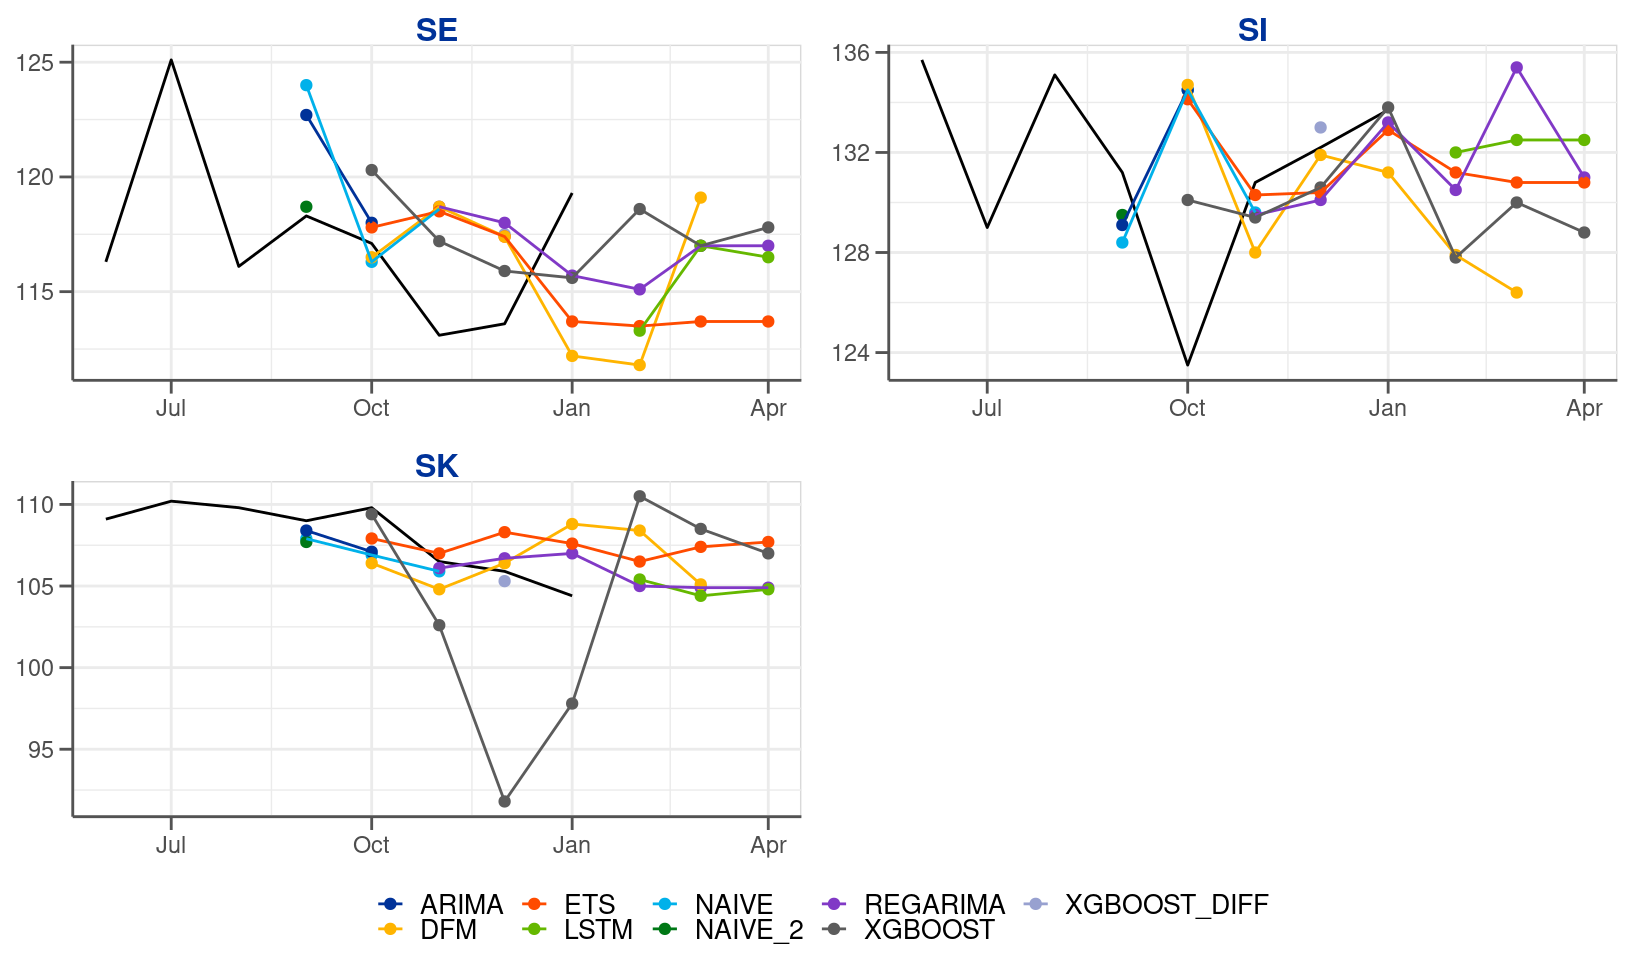 SE
SI
125
120
115
Jul Oct Jan Apr
136
132
128
124
Jul Oct Jan Apr
SK
110
105
100
95
Jul Oct Jan Apr
ARIMA ETS NAIVE REGARIMA XGBOOST_DIFF
DFM LSTM NAIVE_2 XGBOOST